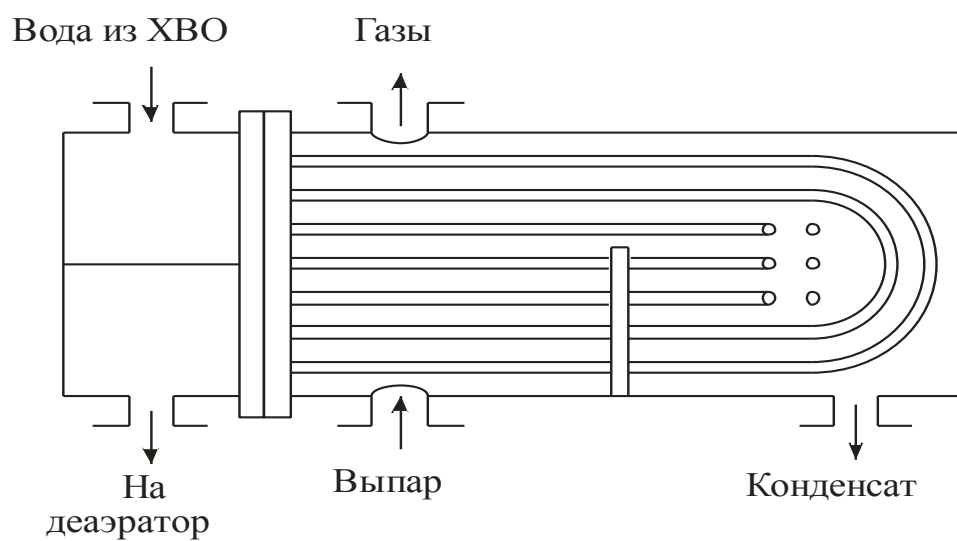 Вода из ХВО
Газы
Выпар
Конденсат
На
деаэратор